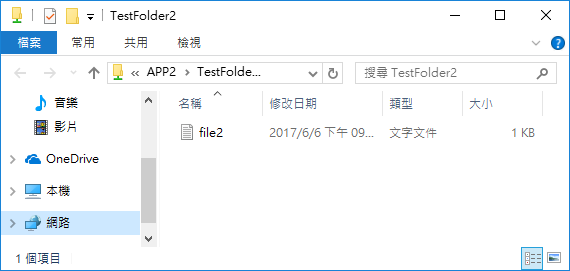 TestFolder2
檔案 常用 共用 檢視
« APP2 › TestFolde...
搜尋 TestFolder2
名稱 修改日期 類型 大小
file2 2017/6/6 下午 09... 文字文件 1 KB
音樂
影片
OneDrive
本機
網路
1 個項目